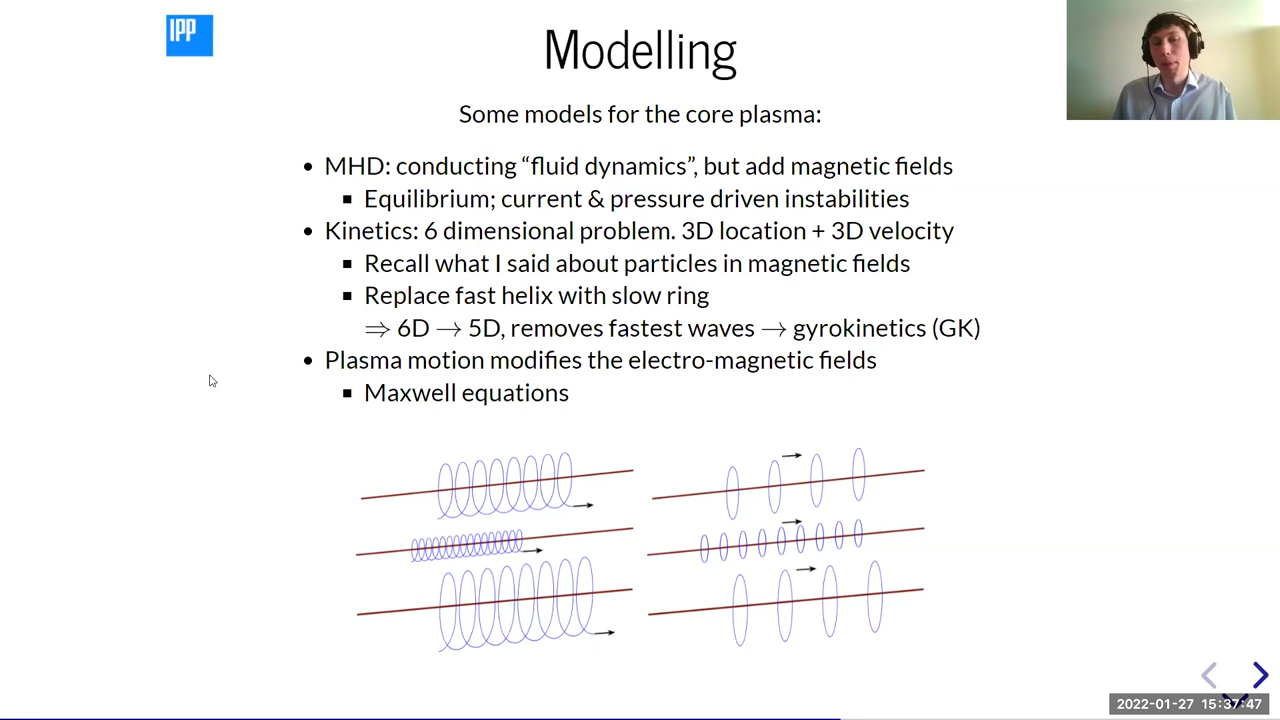 IPP
Modelling
Some models for the core plasma:
• MHD: conducting “fluid dynamics”, but add magnetic fields
▪ Equilibrium; current & pressure driven instabilities
• Kinetics: 6 dimensional problem. 3D location + 3D velocity
▪ Recall what I said about particles in magnetic fields
▪ Replace fast helix with slow ring
⇒ 6D → 5D, removes fastest waves → gyrokinetics (GK)
• Plasma motion modifies the electro-magnetic fields
▪ Maxwell equations
2022-01-27 15:37:47